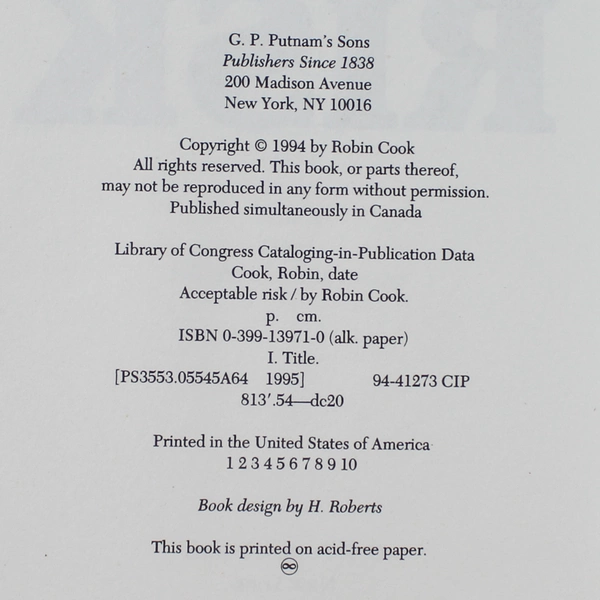 G. P. Putnam's Sons
Publishers Since 1838
200 Madison Avenue
New York, NY 10016
Copyright © 1994 by Robin Cook
All rights reserved. This book, or parts thereof,
may not be reproduced in any form without permission.
Published simultaneously in Canada
Library of Congress Cataloging-in-Publication Data
Cook, Robin, date
Acceptable risk / by Robin Cook.
p. cm.
ISBN 0-399-13971-0 (alk. paper)
I. Title.
[PS3553.05545A64 1995] 94-41273 CIP
813′.54—dc20
Printed in the United States of America
1 2 3 4 5 6 7 8 9 10
Book design by H. Roberts
This book is printed on acid-free paper.